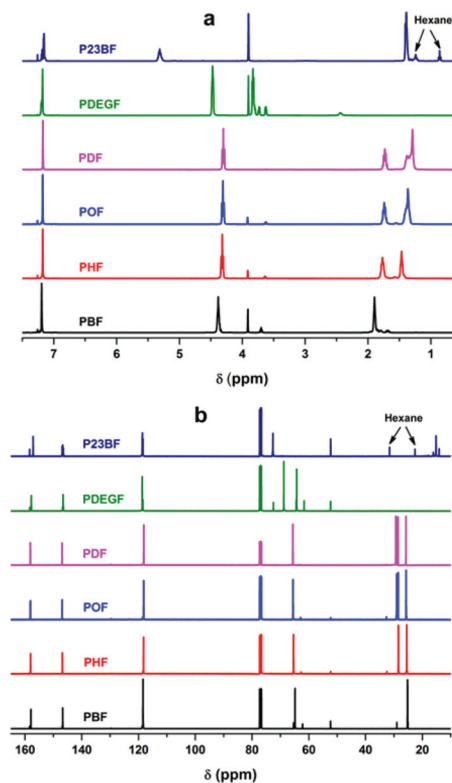 a
Hexane
P23BF
PDEGF
PDF
POF
PHF
PBF
7 6 5 4 3 2 1
δ (ppm)
b
Hexane
P23BF
PDEGF
PDF
POF
PHF
PBF
160 140 120 100 80 60 40 20
δ (ppm)